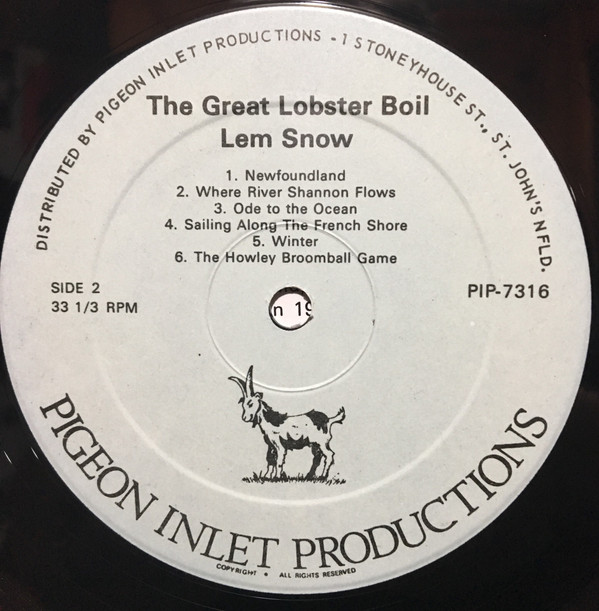 DISTRIBUTED BY PIGEON INLET PRODUCTIONS - 1 STONEYHOUSE ST., ST. JOHN'S NFLD.
The Great Lobster Boil
Lem Snow
1. Newfoundland
2. Where River Shannon Flows
3. Ode to the Ocean
4. Sailing Along The French Shore
5. Winter
6. The Howley Broomball Game
SIDE 2
33 1/3 RPM
PIP-7316
PIGEON INLET PRODUCTIONS
COPYRIGHT • ALL RIGHTS RESERVED